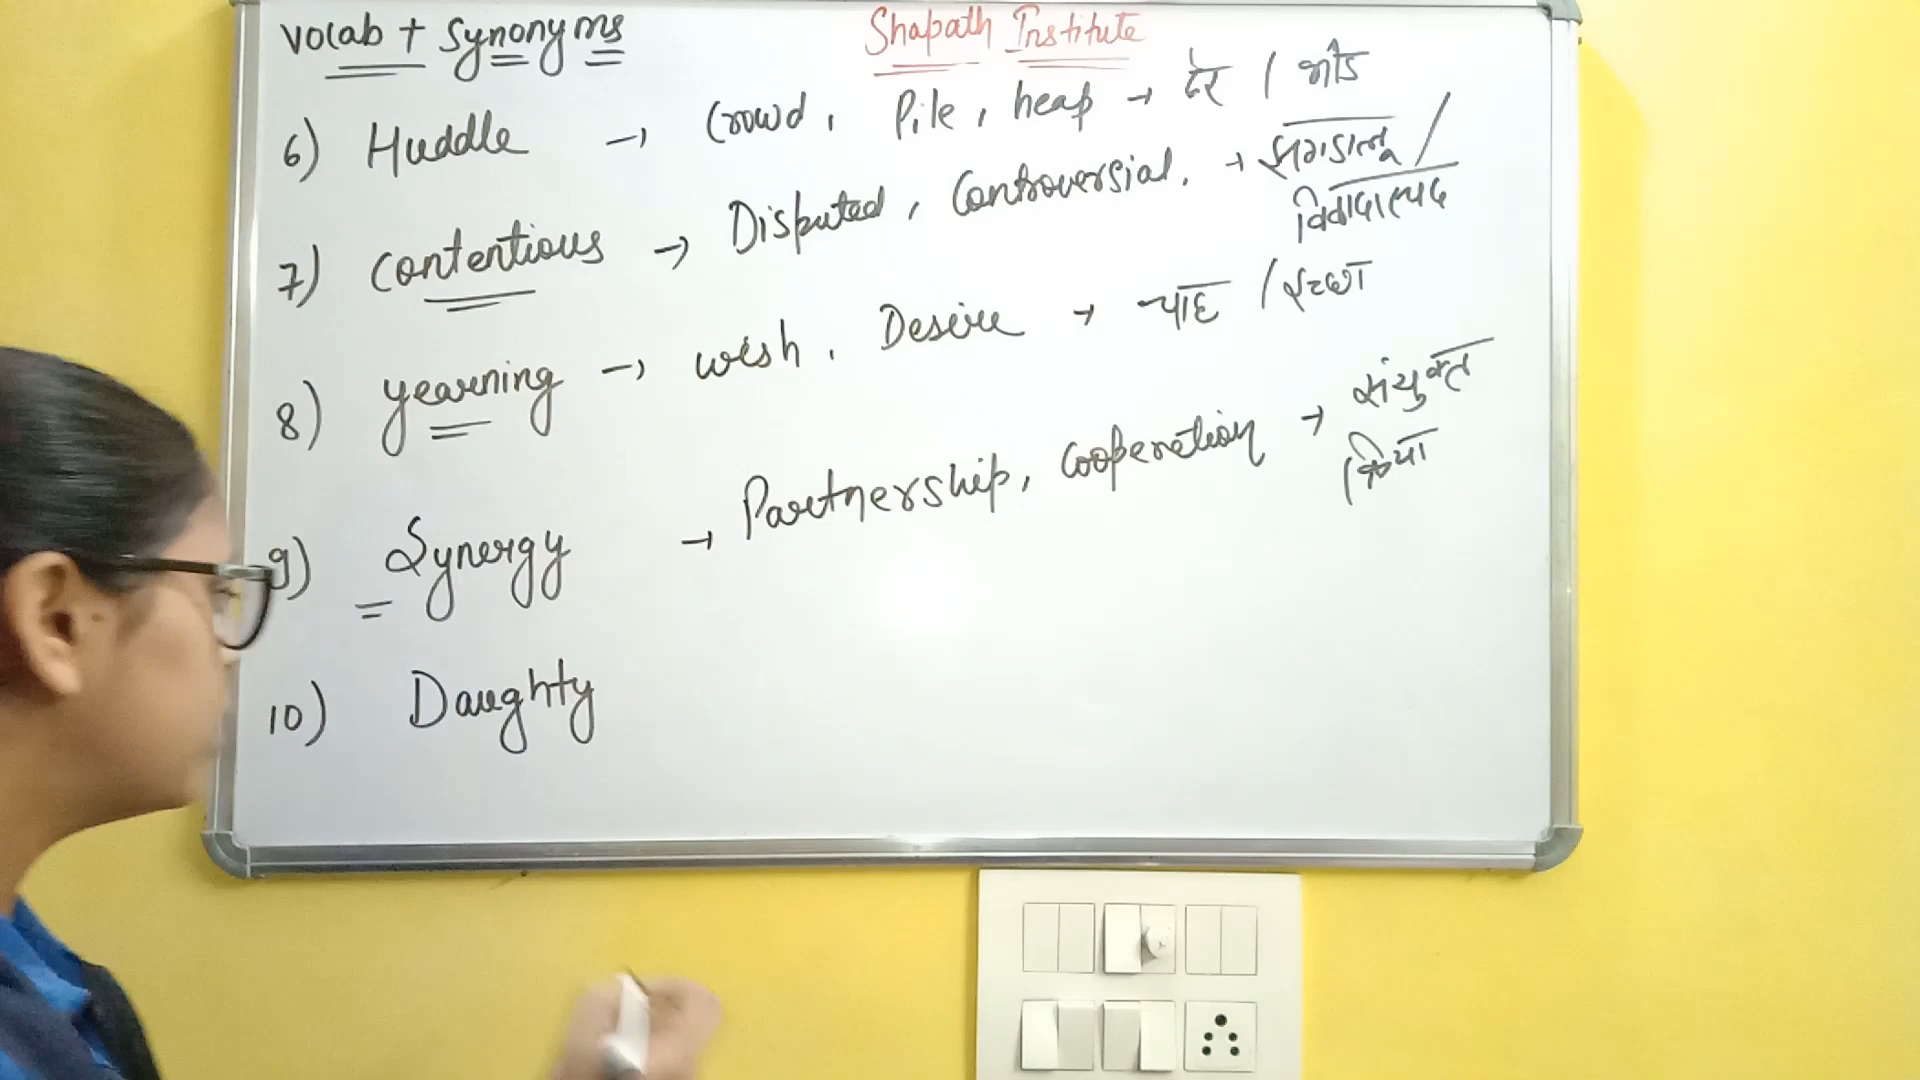 Vocab + Synonyms
Shapath Institute
6) Huddle → Crowd, Pile, heap → ढेर / भीड
7) Contentious → Disputed, Controversial. → झगडालू /
विवादास्पद
8) yearning → wish, Desire → चाह / इच्छा
9) Synergy → Partnership, Cooperation → संयुक्त
क्रिया
10) Daughty